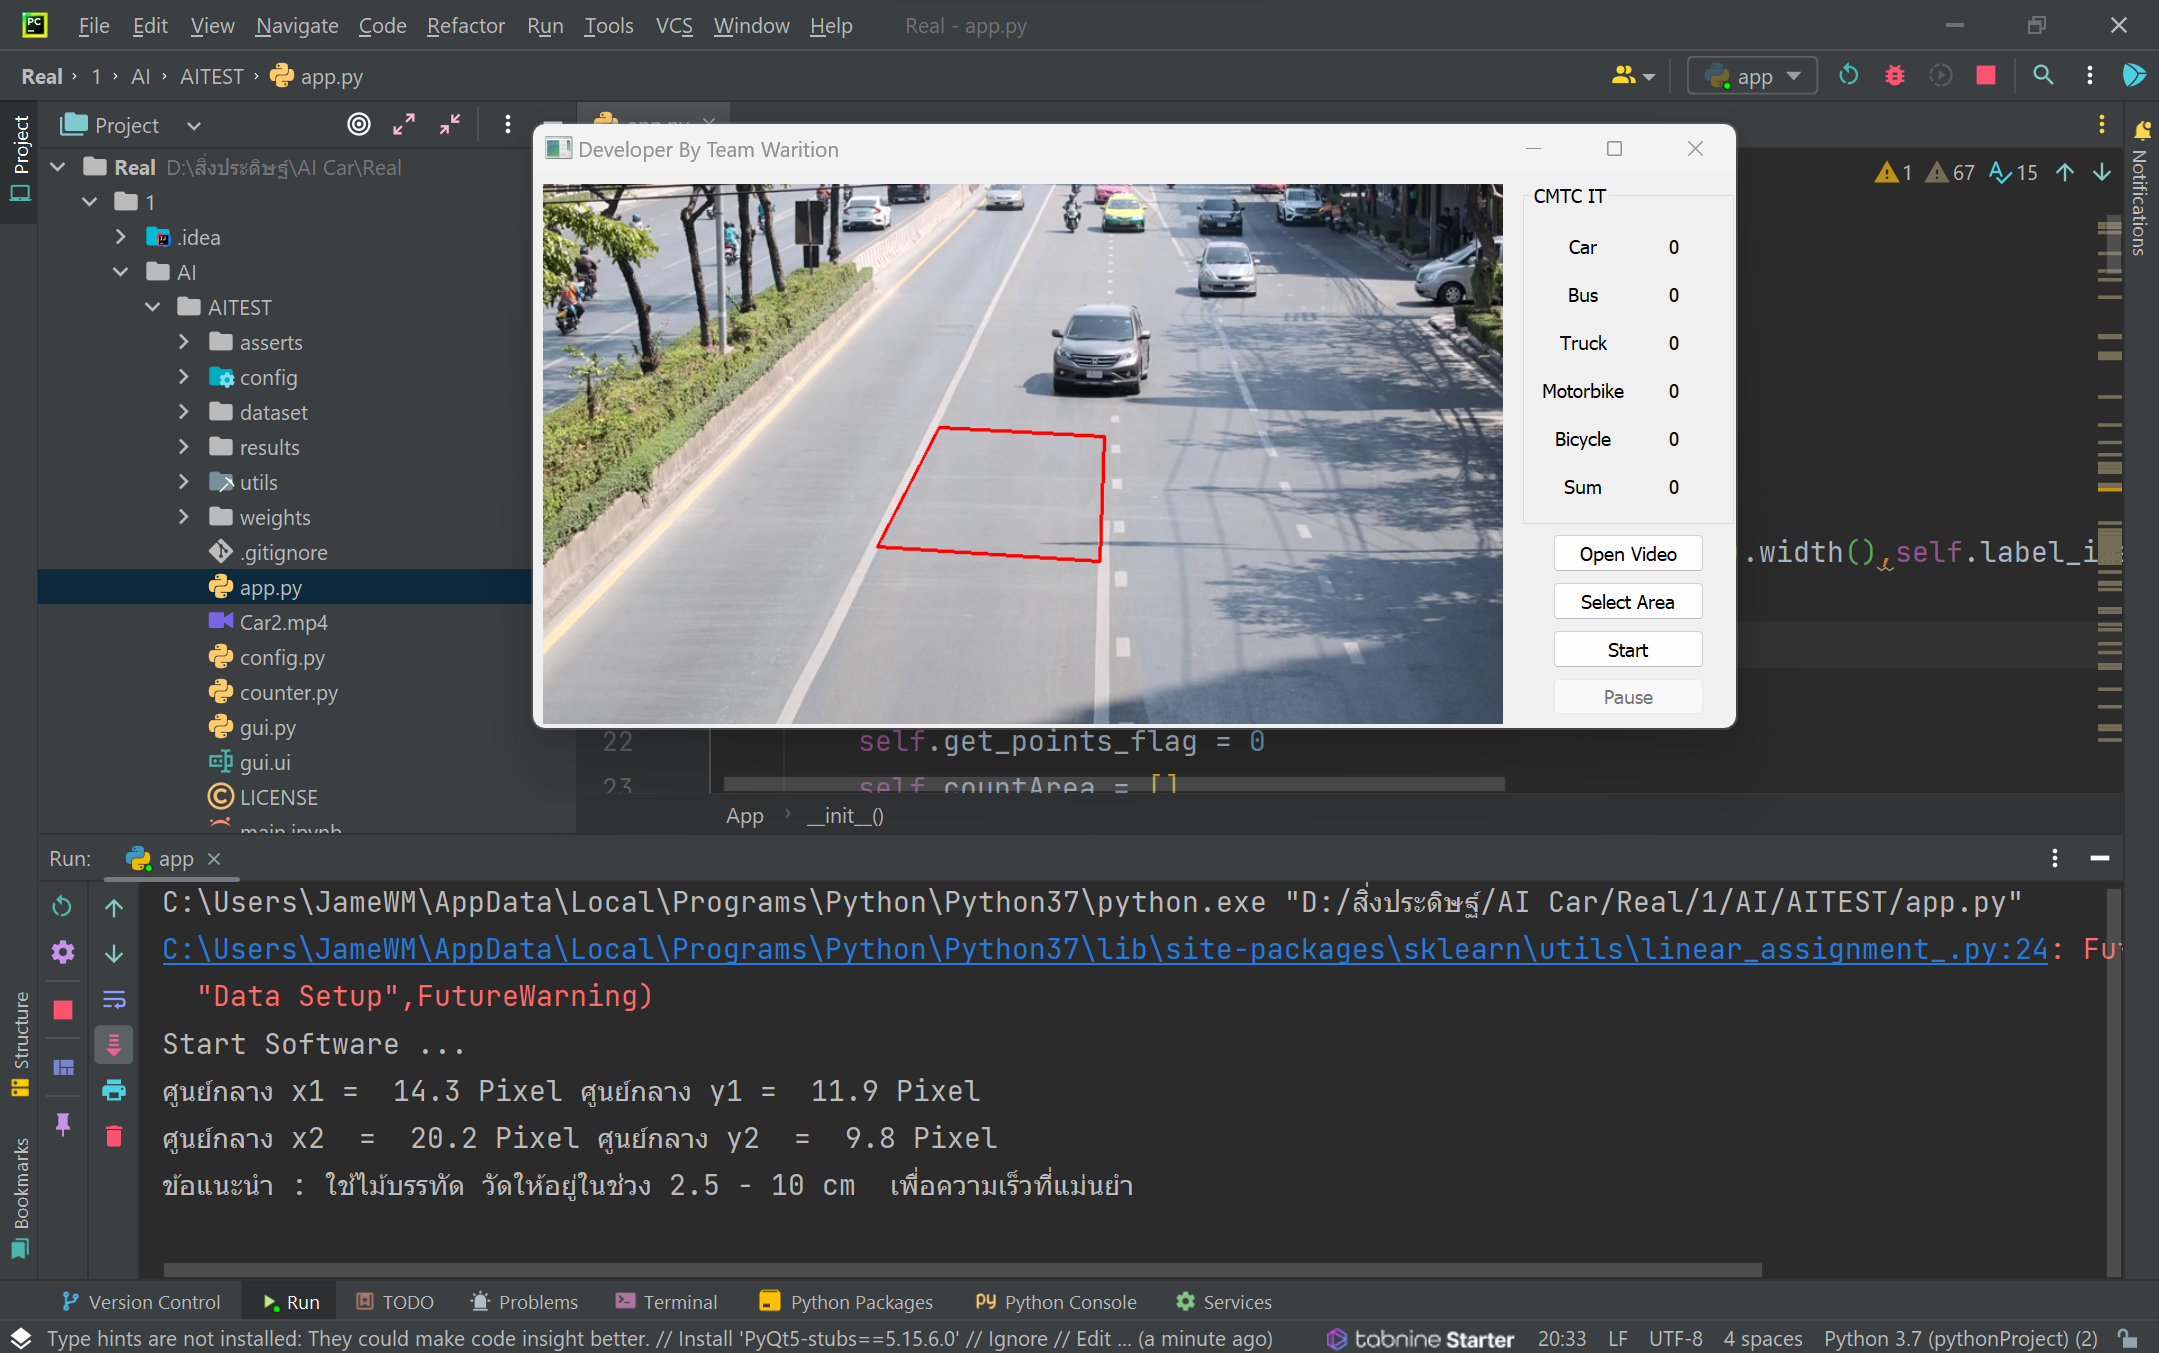 PC File Edit View Navigate Code Refactor Run Tools VCS Window Help Real - app.py
Real 1 AI AITEST app.py app
Project Project
Real D:\สิ่งประดิษฐ์\AI Car\Real
1
.idea
AI
AITEST
asserts
config
dataset
results
utils
weights
.gitignore
app.py
Car2.mp4
config.py
counter.py
gui.py
gui.ui
LICENSE
main.ipynb
Developer By Team Warition
CMTC IT
Car 0
Bus 0
Truck 0
Motorbike 0
Bicycle 0
Sum 0
Open Video
Select Area
Start
Pause
1 67 15
Notifications
.width(),self.label_i
22 self.get_points_flag = 0
23 self.countArea = []
App __init__()
Run: app
C:\Users\JameWM\AppData\Local\Programs\Python\Python37\python.exe "D:/สิ่งประดิษฐ์/AI Car/Real/1/AI/AITEST/app.py"
C:\Users\JameWM\AppData\Local\Programs\Python\Python37\lib\site-packages\sklearn\utils\linear_assignment_.py:24: Fu
"Data Setup",FutureWarning)
Start Software ...
ศูนย์กลาง x1 = 14.3 Pixel ศูนย์กลาง y1 = 11.9 Pixel
ศูนย์กลาง x2 = 20.2 Pixel ศูนย์กลาง y2 = 9.8 Pixel
ข้อแนะนำ : ใช้ไม้บรรทัด วัดให้อยู่ในช่วง 2.5 - 10 cm เพื่อความเร็วที่แม่นยำ
Structure
Bookmarks
Version Control Run TODO Problems Terminal Python Packages Python Console Services
Type hints are not installed: They could make code insight better. // Install 'PyQt5-stubs==5.15.6.0' // Ignore // Edit ... (a minute ago) tabnine Starter 20:33 LF UTF-8 4 spaces Python 3.7 (pythonProject) (2)